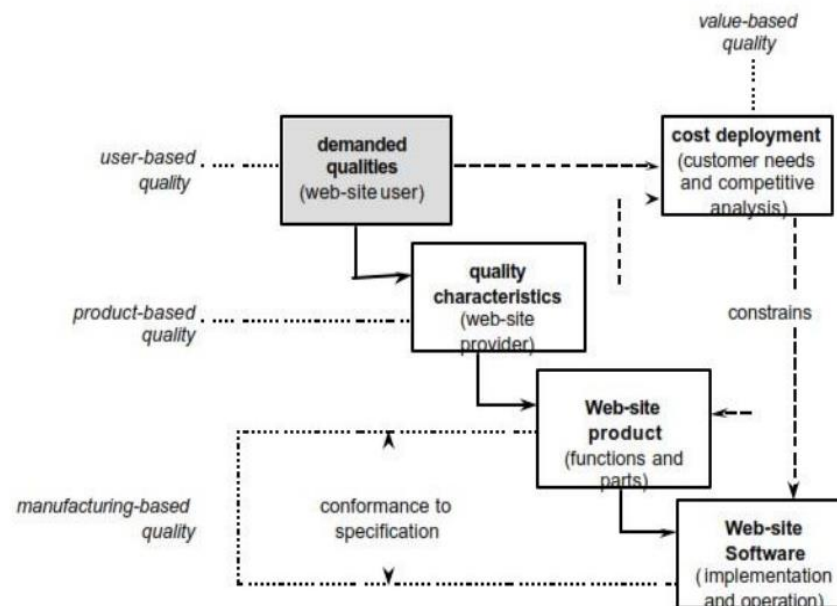 value-based
quality
demanded
qualities
(web-site user)
cost deployment
(customer needs
and competitive
analysis)
user-based
quality
quality
characteristics
(web-site
provider)
product-based
quality
constrains
Web-site
product
(functions and
parts)
manufacturing-based
quality
conformance to
specification
Web-site
Software
( implementation
and operation)